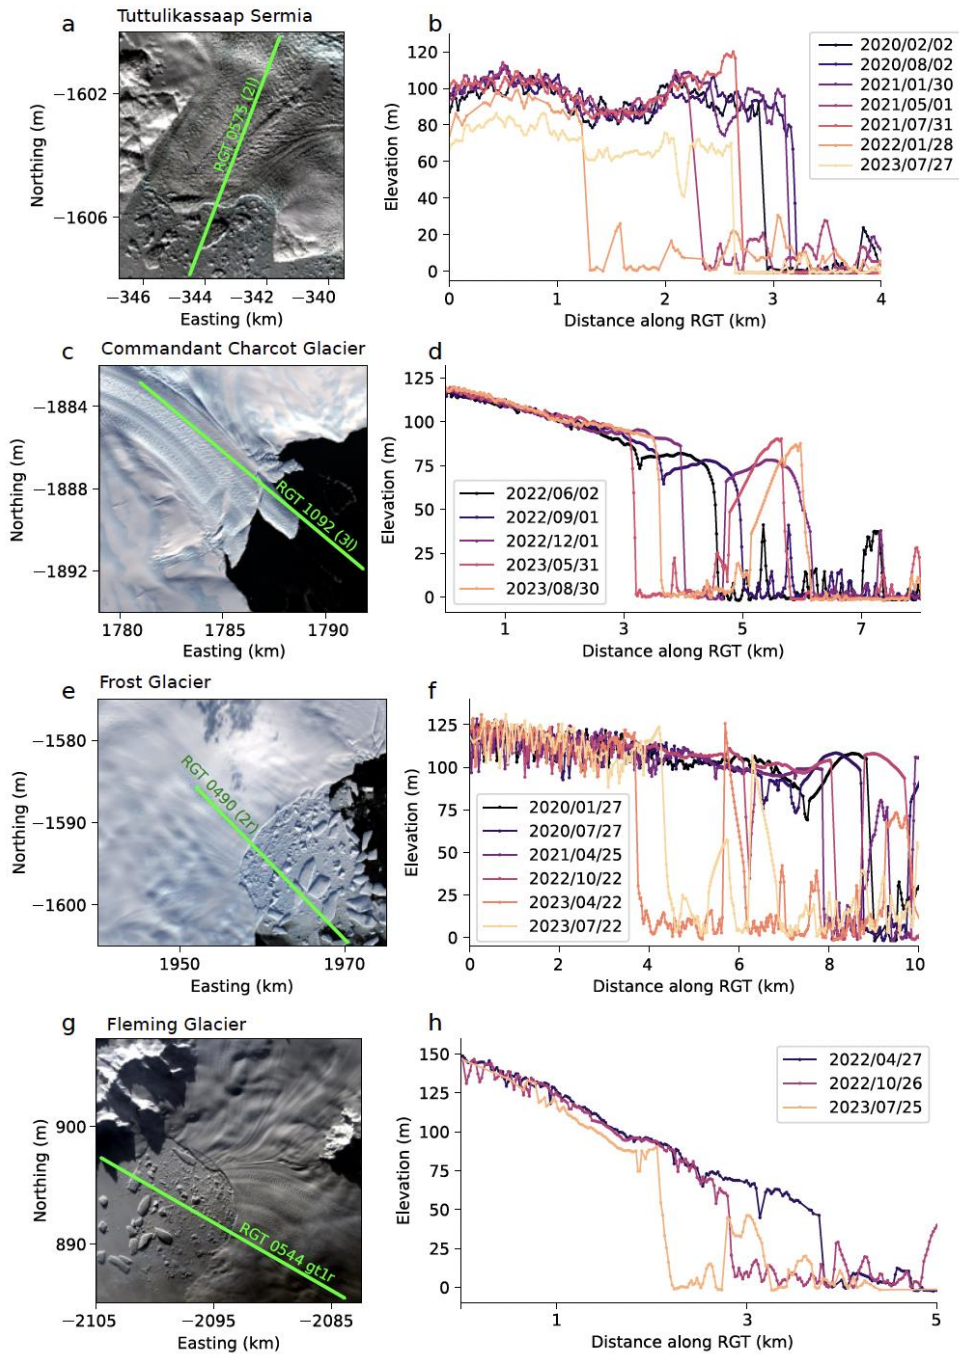 a Tuttulikassaap Sermia
Northing (m)
−1602
−1606
RGT 0575 (2l)
−346 −344 −342 −340
Easting (km)
b
Elevation (m)
120
100
80
60
40
20
0
0 1 2 3 4
Distance along RGT (km)
2020/02/02
2020/08/02
2021/01/30
2021/05/01
2021/07/31
2022/01/28
2023/07/27
c Commandant Charcot Glacier
Northing (m)
−1884
−1888
−1892
RGT 1092 (3l)
1780 1785 1790
Easting (km)
d
Elevation (m)
125
100
75
50
25
0
1 3 5 7
Distance along RGT (km)
2022/06/02
2022/09/01
2022/12/01
2023/05/31
2023/08/30
e Frost Glacier
Northing (m)
−1580
−1590
−1600
RGT 0490 (2r)
1950 1970
Easting (km)
f
Elevation (m)
125
100
75
50
25
0
0 2 4 6 8 10
Distance along RGT (km)
2020/01/27
2020/07/27
2021/04/25
2022/10/22
2023/04/22
2023/07/22
g Fleming Glacier
Northing (m)
900
890
RGT 0544 gt1r
−2105 −2095 −2085
Easting (km)
h
Elevation (m)
150
125
100
75
50
25
0
1 3 5
Distance along RGT (km)
2022/04/27
2022/10/26
2023/07/25